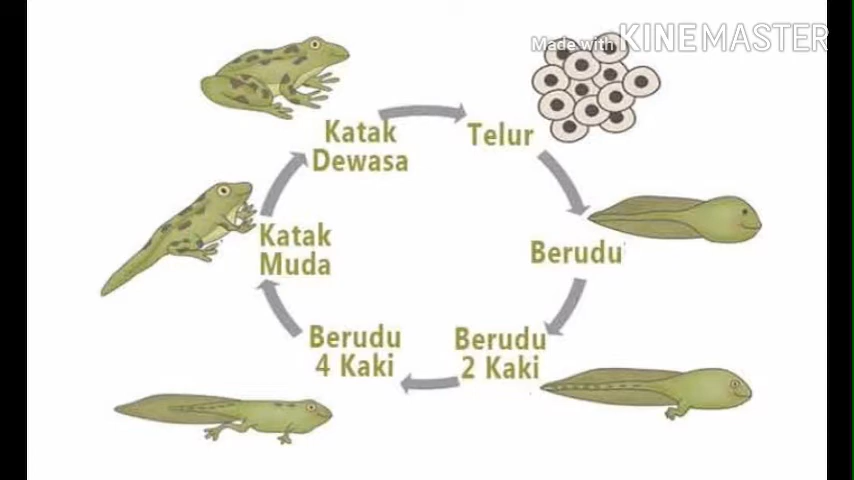 Made with KINEMASTER
Katak
Dewasa
Telur
Berudu
Berudu
2 Kaki
Berudu
4 Kaki
Katak
Muda